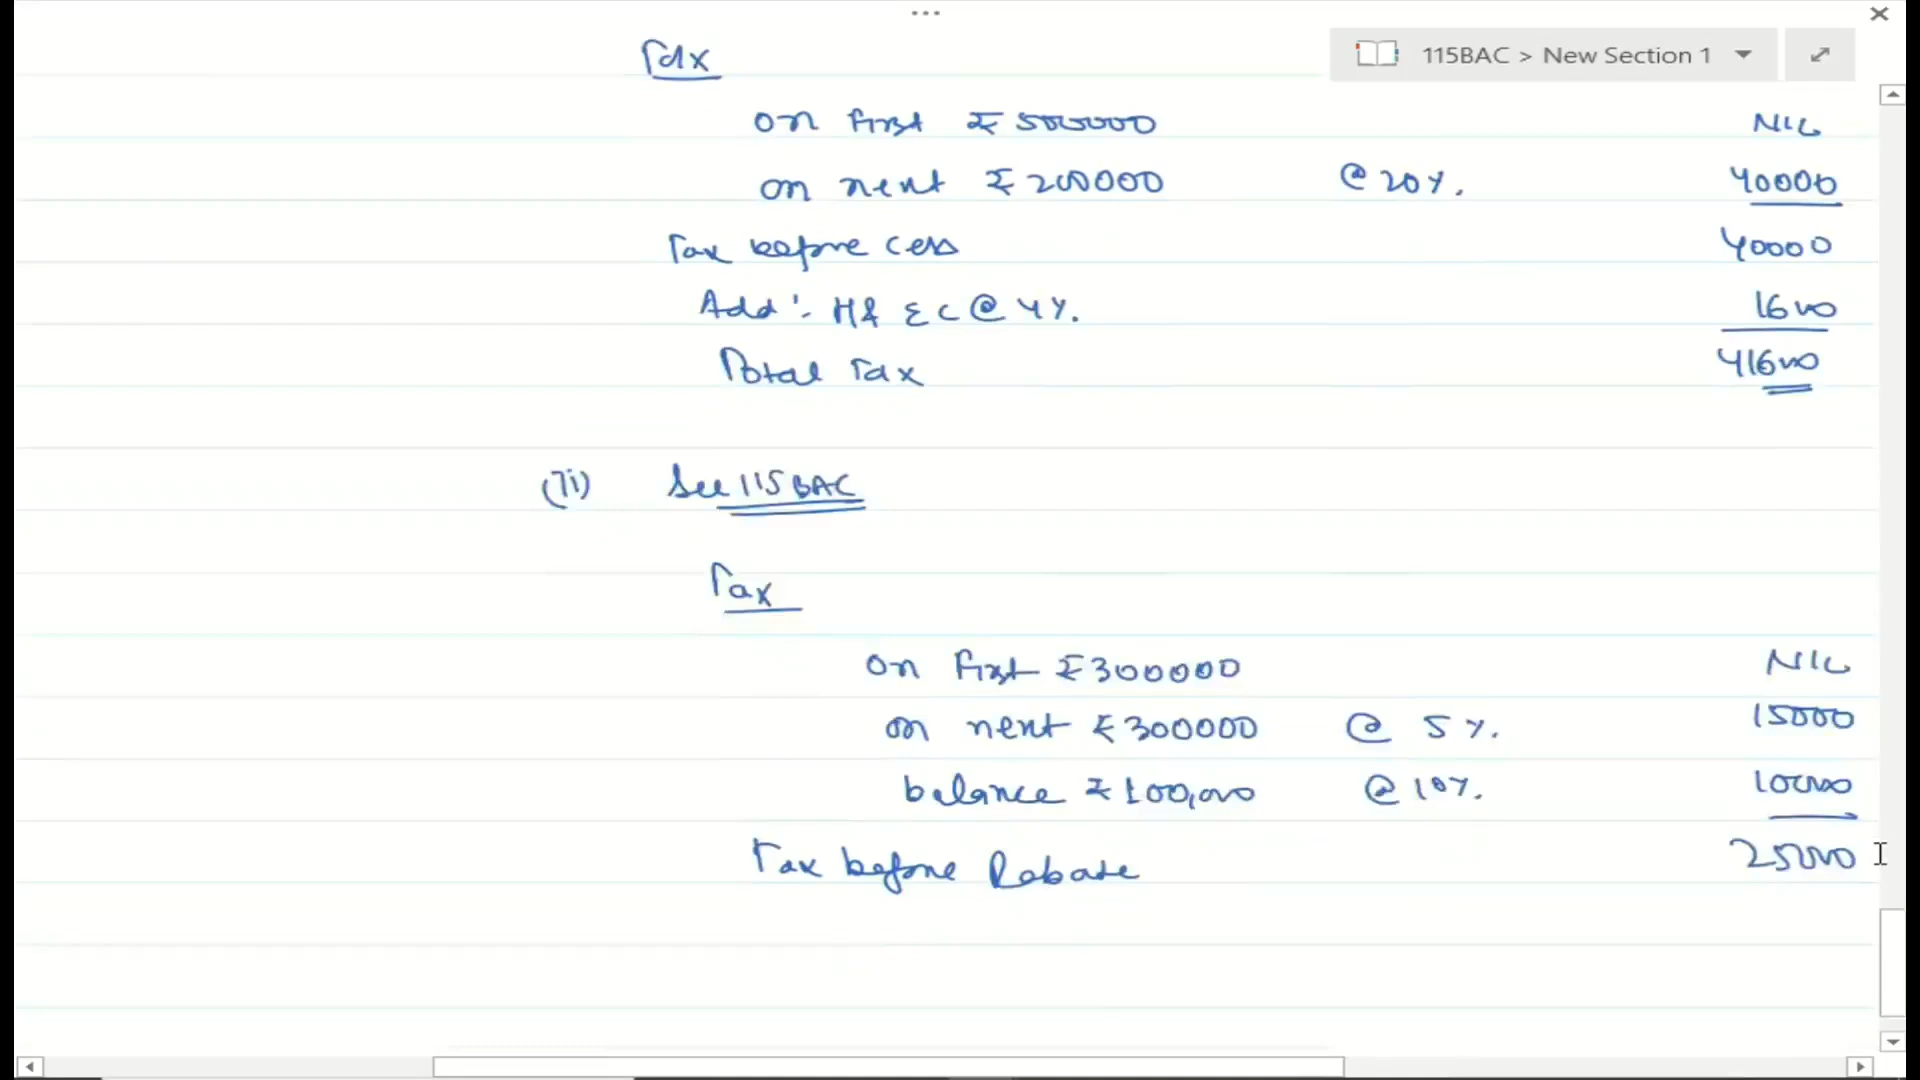 115BAC > New Section 1
Tax
on first ₹ 500000 NIL
on next ₹ 200000 @ 20%. 40000
Tax before cess 40000
Add :- H & EC @ 4%. 1600
Total Tax 41600
(ii) Sec 115 BAC
Tax
on first ₹ 300000 NIL
on next ₹ 300000 @ 5%. 15000
balance ₹ 100,000 @ 10%. 10000
Tax before Rebate 25000